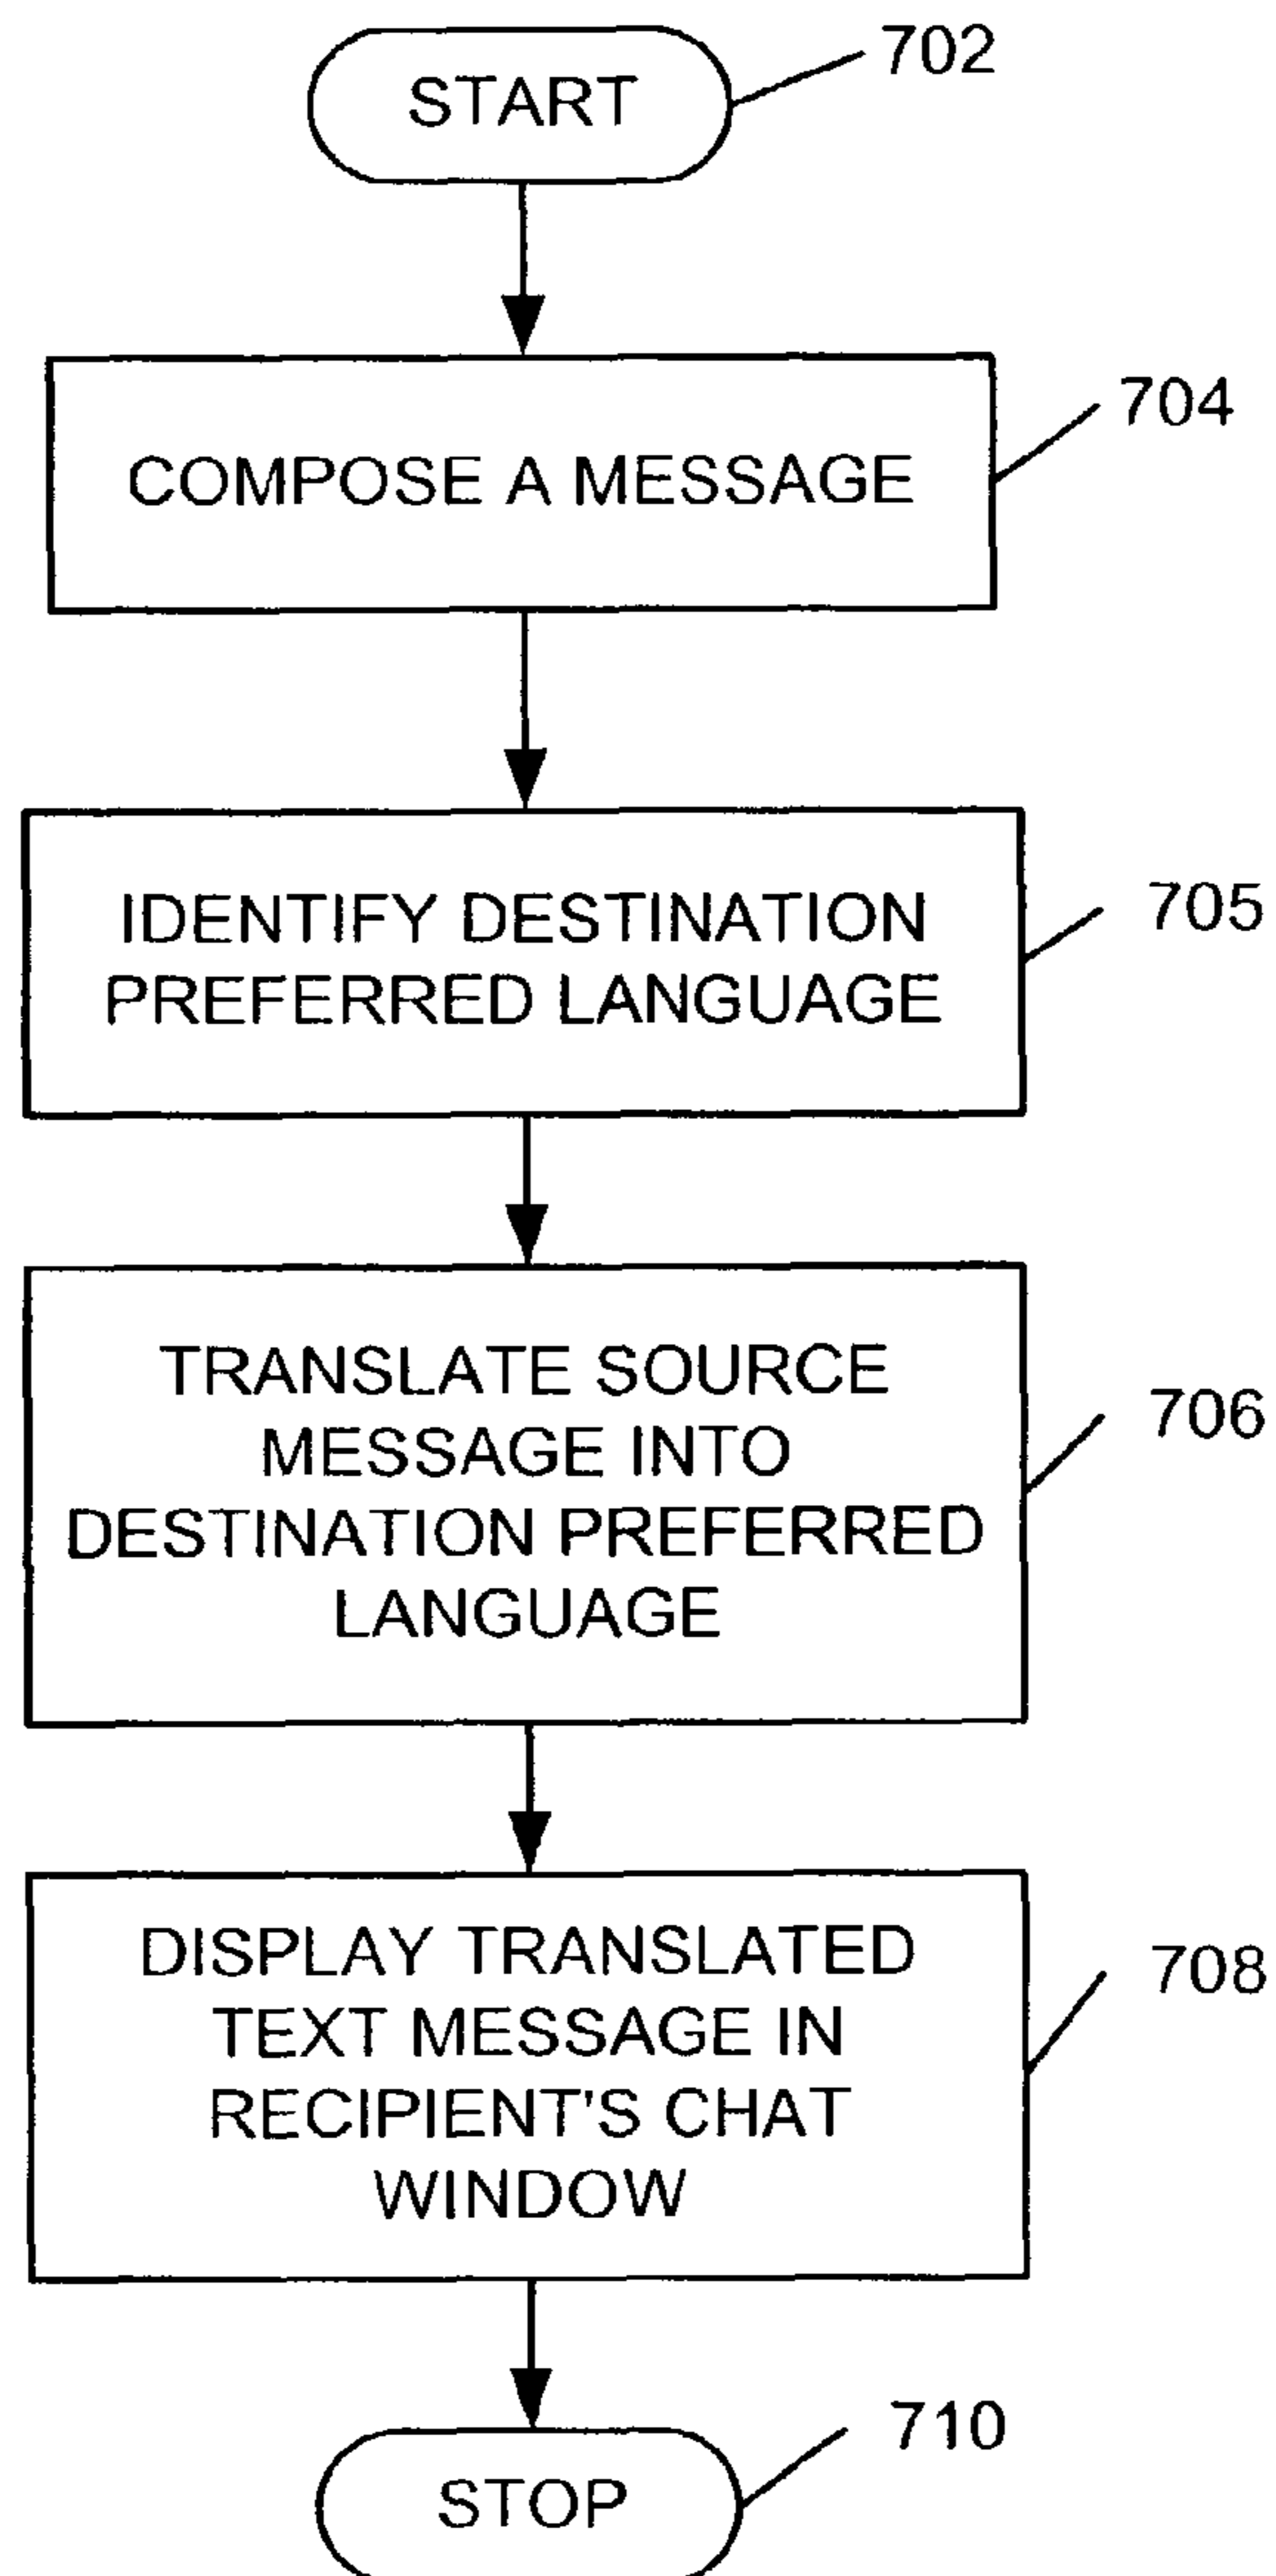 START
702
COMPOSE A MESSAGE
704
IDENTIFY DESTINATION
PREFERRED LANGUAGE
705
TRANSLATE SOURCE
MESSAGE INTO
DESTINATION PREFERRED
LANGUAGE
706
DISPLAY TRANSLATED
TEXT MESSAGE IN
RECIPIENT'S CHAT
WINDOW
708
STOP
710